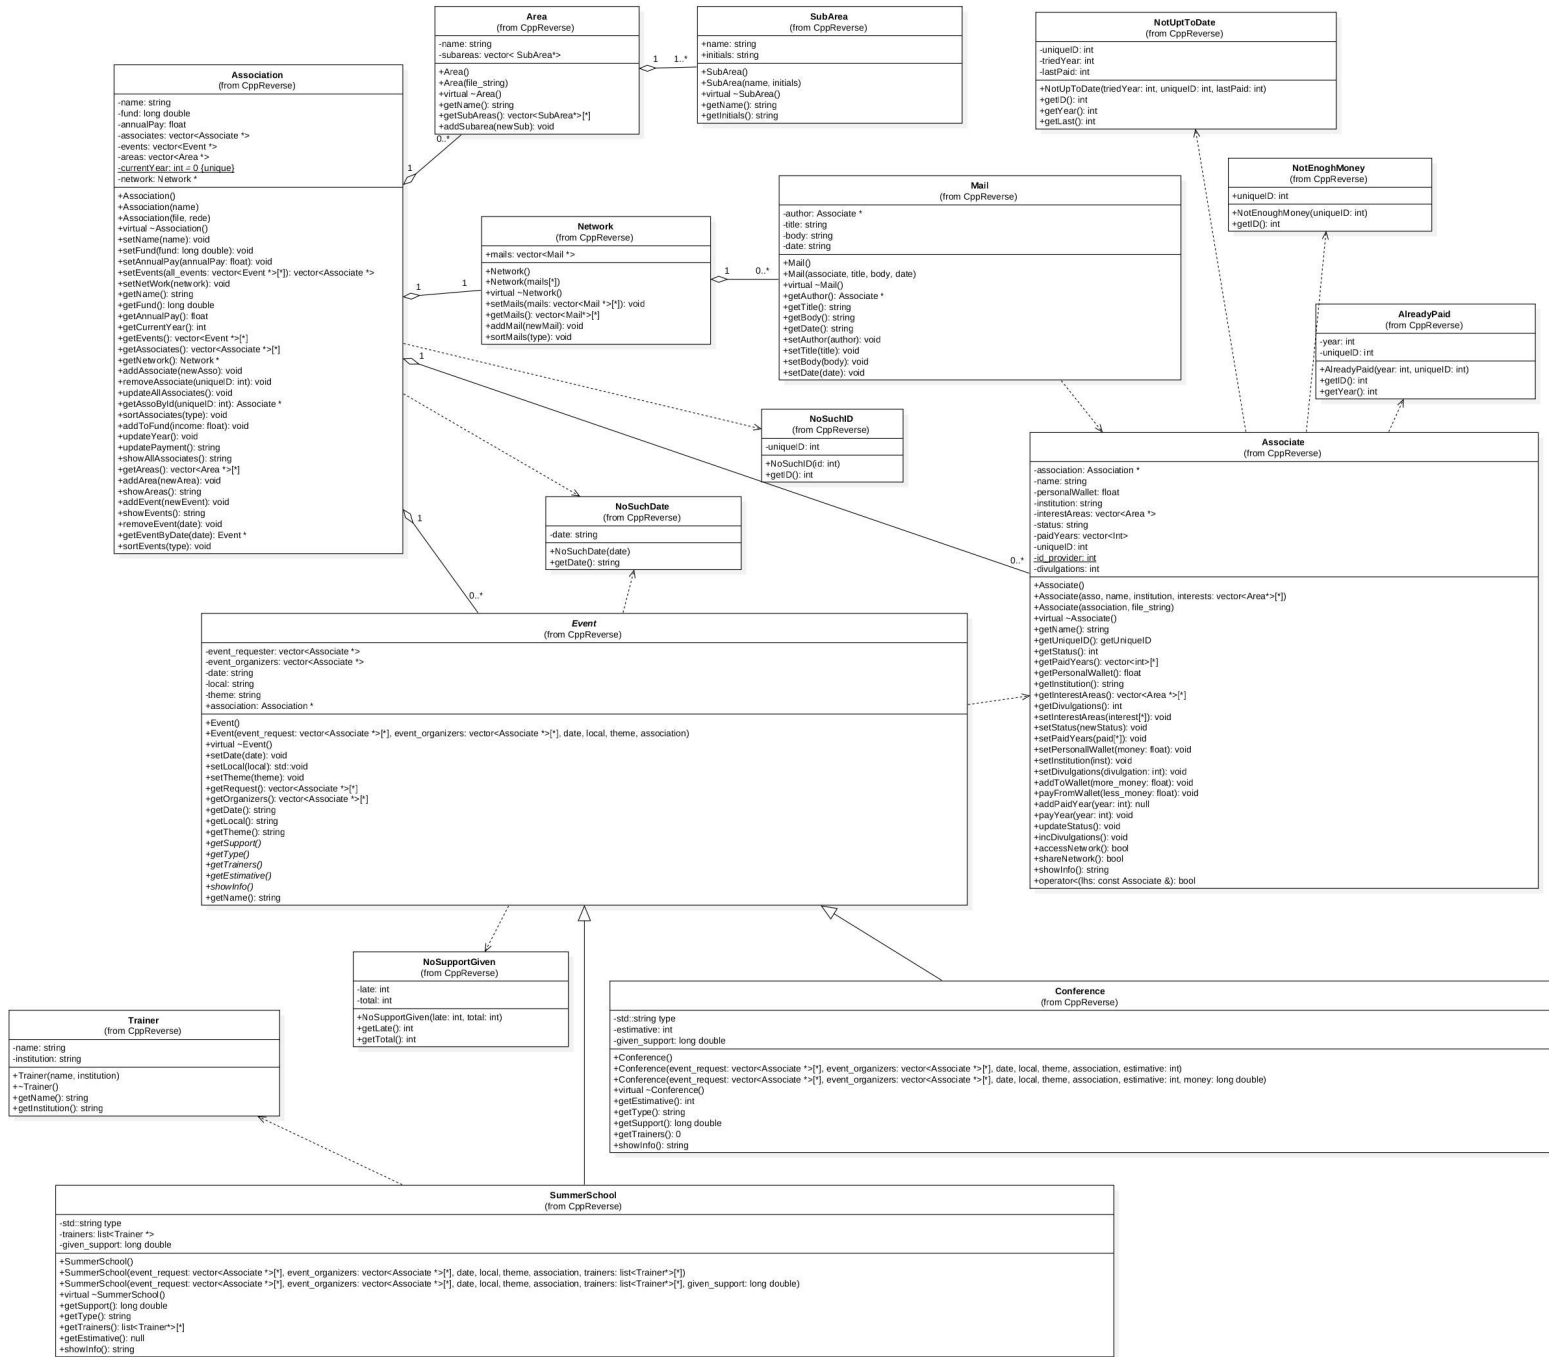 Area
(from CppReverse)
-name: string
-subareas: vector< SubArea*>
+Area()
+Area(file_string)
+virtual ~Area()
+getName(): string
+getSubAreas(): vector<SubArea*>[*]
+addSubarea(newSub): void
1
1..*
SubArea
(from CppReverse)
+name: string
+initials: string
+SubArea()
+SubArea(name, initials)
+virtual ~SubArea()
+getName(): string
+getInitials(): string
NotUptToDate
(from CppReverse)
-uniqueID: int
-triedYear: int
-lastPaid: int
+NotUpToDate(triedYear: int, uniqueID: int, lastPaid: int)
+getID(): int
+getYear(): int
+getLast(): int
Association
(from CppReverse)
-name: string
-fund: long double
-annualPay: float
-associates: vector<Associate *>
-events: vector<Event *>
-areas: vector<Area *>
-currentYear: int = 0 {unique}
-network: Network *
+Association()
+Association(name)
+Association(file, rede)
+virtual ~Association()
+setName(name): void
+setFund(fund: long double): void
+setAnnualPay(annualPay: float): void
+setEvents(all_events: vector<Event *>[*]): vector<Associate *>
+setNetWork(network): void
+getName(): string
+getFund(): long double
+getAnnualPay(): float
+getCurrentYear(): int
+getEvents(): vector<Event *>[*]
+getAssociates(): vector<Associate *>[*]
+getNetwork(): Network *
+addAssociate(newAsso): void
+removeAssociate(uniqueID: int): void
+updateAllAssociates(): void
+getAssoById(uniqueID: int): Associate *
+sortAssociates(type): void
+addToFund(income: float): void
+updateYear(): void
+updatePayment(): string
+showAllAssociates(): string
+getAreas(): vector<Area *>[*]
+addArea(newArea): void
+showAreas(): string
+addEvent(newEvent): void
+showEvents(): string
+removeEvent(date): void
+getEventByDate(date): Event *
+sortEvents(type): void
0..*
1
1
1
1
0..*
1
0..*
Network
(from CppReverse)
+mails: vector<Mail *>
+Network()
+Network(mails[*])
+virtual ~Network()
+setMails(mails: vector<Mail *>[*]): void
+getMails(): vector<Mail*>[*]
+addMail(newMail): void
+sortMails(type): void
1
0..*
Mail
(from CppReverse)
-author: Associate *
-title: string
-body: string
-date: string
+Mail()
+Mail(associate, title, body, date)
+virtual ~Mail()
+getAuthor(): Associate *
+getTitle(): string
+getBody(): string
+getDate(): string
+setAuthor(author): void
+setTitle(title): void
+setBody(body): void
+setDate(date): void
NotEnoghMoney
(from CppReverse)
+uniqueID: int
+NotEnoughMoney(uniqueID: int)
+getID(): int
AlreadyPaid
(from CppReverse)
-year: int
-uniqueID: int
+AlreadyPaid(year: int, uniqueID: int)
+getID(): int
+getYear(): int
NoSuchID
(from CppReverse)
-uniqueID: int
+NoSuchID(id: int)
+getID(): int
NoSuchDate
(from CppReverse)
-date: string
+NoSuchDate(date)
+getDate(): string
Associate
(from CppReverse)
-association: Association *
-name: string
-personalWallet: float
-institution: string
-interestAreas: vector<Area *>
-status: string
-paidYears: vector<Int>
-uniqueID: int
-id_provider: int
-divulgations: int
+Associate()
+Associate(asso, name, institution, interests: vector<Area*>[*])
+Associate(association, file_string)
+virtual ~Associate()
+getName(): string
+getUniqueID(): getUniqueID
+getStatus(): int
+getPaidYears(): vector<int>[*]
+getPersonalWallet(): float
+getInstitution(): string
+getInterestAreas(): vector<Area *>[*]
+getDivulgations(): int
+setInterestAreas(interest[*]): void
+setStatus(newStatus): void
+setPaidYears(paid[*]): void
+setPersonallWallet(money: float): void
+setInstitution(inst): void
+setDivulgations(divulgation: int): void
+addToWallet(more_money: float): void
+payFromWallet(less_money: float): void
+addPaidYear(year: int): null
+payYear(year: int): void
+updateStatus(): void
+incDivulgations(): void
+accessNetwork(): bool
+shareNetwork(): bool
+showInfo(): string
+operator<(lhs: const Associate &): bool
Event
(from CppReverse)
-event_requester: vector<Associate *>
-event_organizers: vector<Associate *>
-date: string
-local: string
-theme: string
+association: Association *
+Event()
+Event(event_request: vector<Associate *>[*], event_organizers: vector<Associate *>[*], date, local, theme, association)
+virtual ~Event()
+setDate(date): void
+setLocal(local): std::void
+setTheme(theme): void
+getRequest(): vector<Associate *>[*]
+getOrganizers(): vector<Associate *>[*]
+getDate(): string
+getLocal(): string
+getTheme(): string
+getSupport()
+getType()
+getTrainers()
+getEstimative()
+showInfo()
+getName(): string
NoSupportGiven
(from CppReverse)
-late: int
-total: int
+NoSupportGiven(late: int, total: int)
+getLate(): int
+getTotal(): int
Conference
(from CppReverse)
-std::string type
-estimative: int
-given_support: long double
+Conference()
+Conference(event_request: vector<Associate *>[*], event_organizers: vector<Associate *>[*], date, local, theme, association, estimative: int)
+Conference(event_request: vector<Associate *>[*], event_organizers: vector<Associate *>[*], date, local, theme, association, estimative: int, money: long double)
+virtual ~Conference()
+getEstimative(): int
+getType(): string
+getSupport(): long double
+getTrainers(): 0
+showInfo(): string
Trainer
(from CppReverse)
-name: string
-institution: string
+Trainer(name, institution)
+~Trainer()
+getName(): string
+getInstitution(): string
SummerSchool
(from CppReverse)
-std::string type
-trainers: list<Trainer *>
-given_support: long double
+SummerSchool()
+SummerSchool(event_request: vector<Associate *>[*], event_organizers: vector<Associate *>[*], date, local, theme, association, trainers: list<Trainer*>[*])
+SummerSchool(event_request: vector<Associate *>[*], event_organizers: vector<Associate *>[*], date, local, theme, association, trainers: list<Trainer*>[*], given_support: long double)
+virtual ~SummerSchool()
+getSupport(): long double
+getType(): string
+getTrainers(): list<Trainer*>[*]
+getEstimative(): null
+showInfo(): string